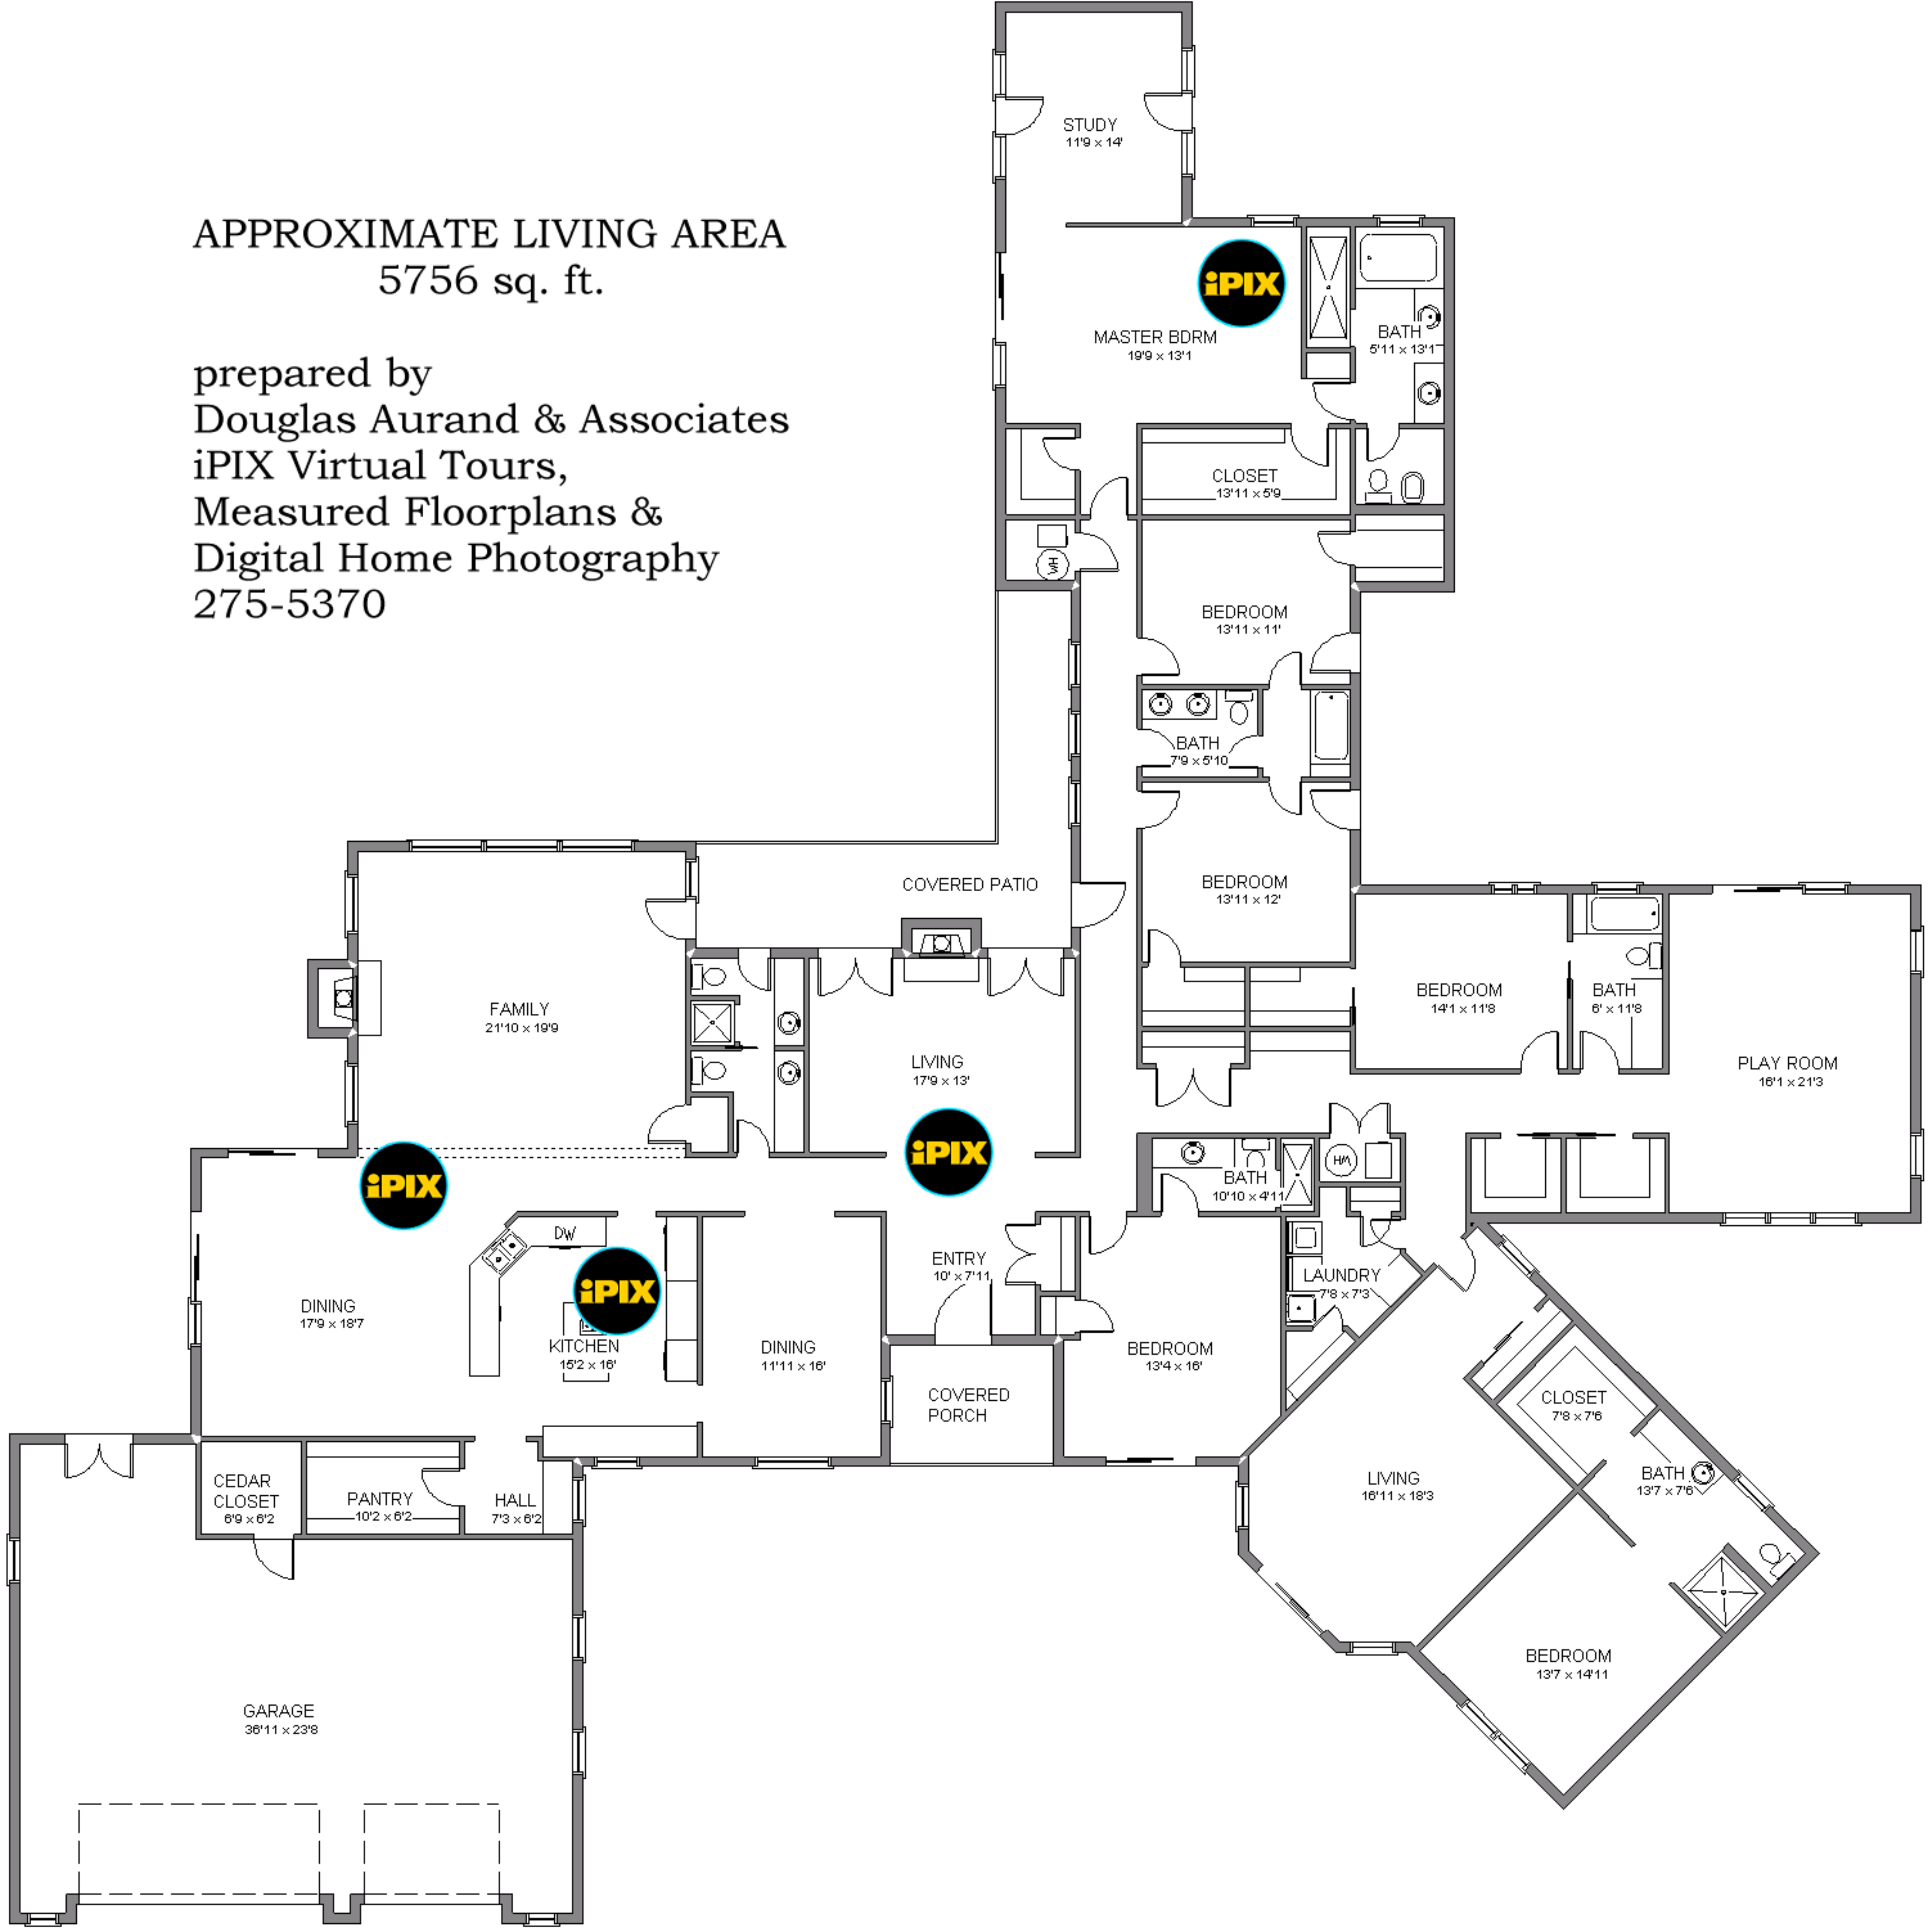 STUDY
11'9 x 14'
APPROXIMATE LIVING AREA
5756 sq. ft.
prepared by
Douglas Aurand & Associates
iPIX Virtual Tours,
Measured Floorplans &
Digital Home Photography
275-5370
iPIX
MASTER BDRM
19'9 x 13'1
BATH
5'11 x 13'1
CLOSET
13'11 x 5'9
WH
BEDROOM
13'11 x 11'
BATH
7'9 x 5'10
COVERED PATIO
BEDROOM
13'11 x 12'
FAMILY
21'10 x 19'9
LIVING
17'9 x 13'
BEDROOM
14'1 x 11'8
BATH
6' x 11'8
PLAY ROOM
16'1 x 21'3
iPIX
iPIX
WH
BATH
10'10 x 4'11
DW
iPIX
ENTRY
10' x 7'11
LAUNDRY
7'8 x 7'3
DINING
17'9 x 18'7
KITCHEN
15'2 x 16'
DINING
11'11 x 16'
BEDROOM
13'4 x 16'
COVERED
PORCH
CLOSET
7'8 x 7'6
CEDAR
CLOSET
6'9 x 6'2
PANTRY
10'2 x 6'2
HALL
7'3 x 6'2
LIVING
16'11 x 18'3
BATH
13'7 x 7'6
BEDROOM
13'7 x 14'11
GARAGE
36'11 x 23'8